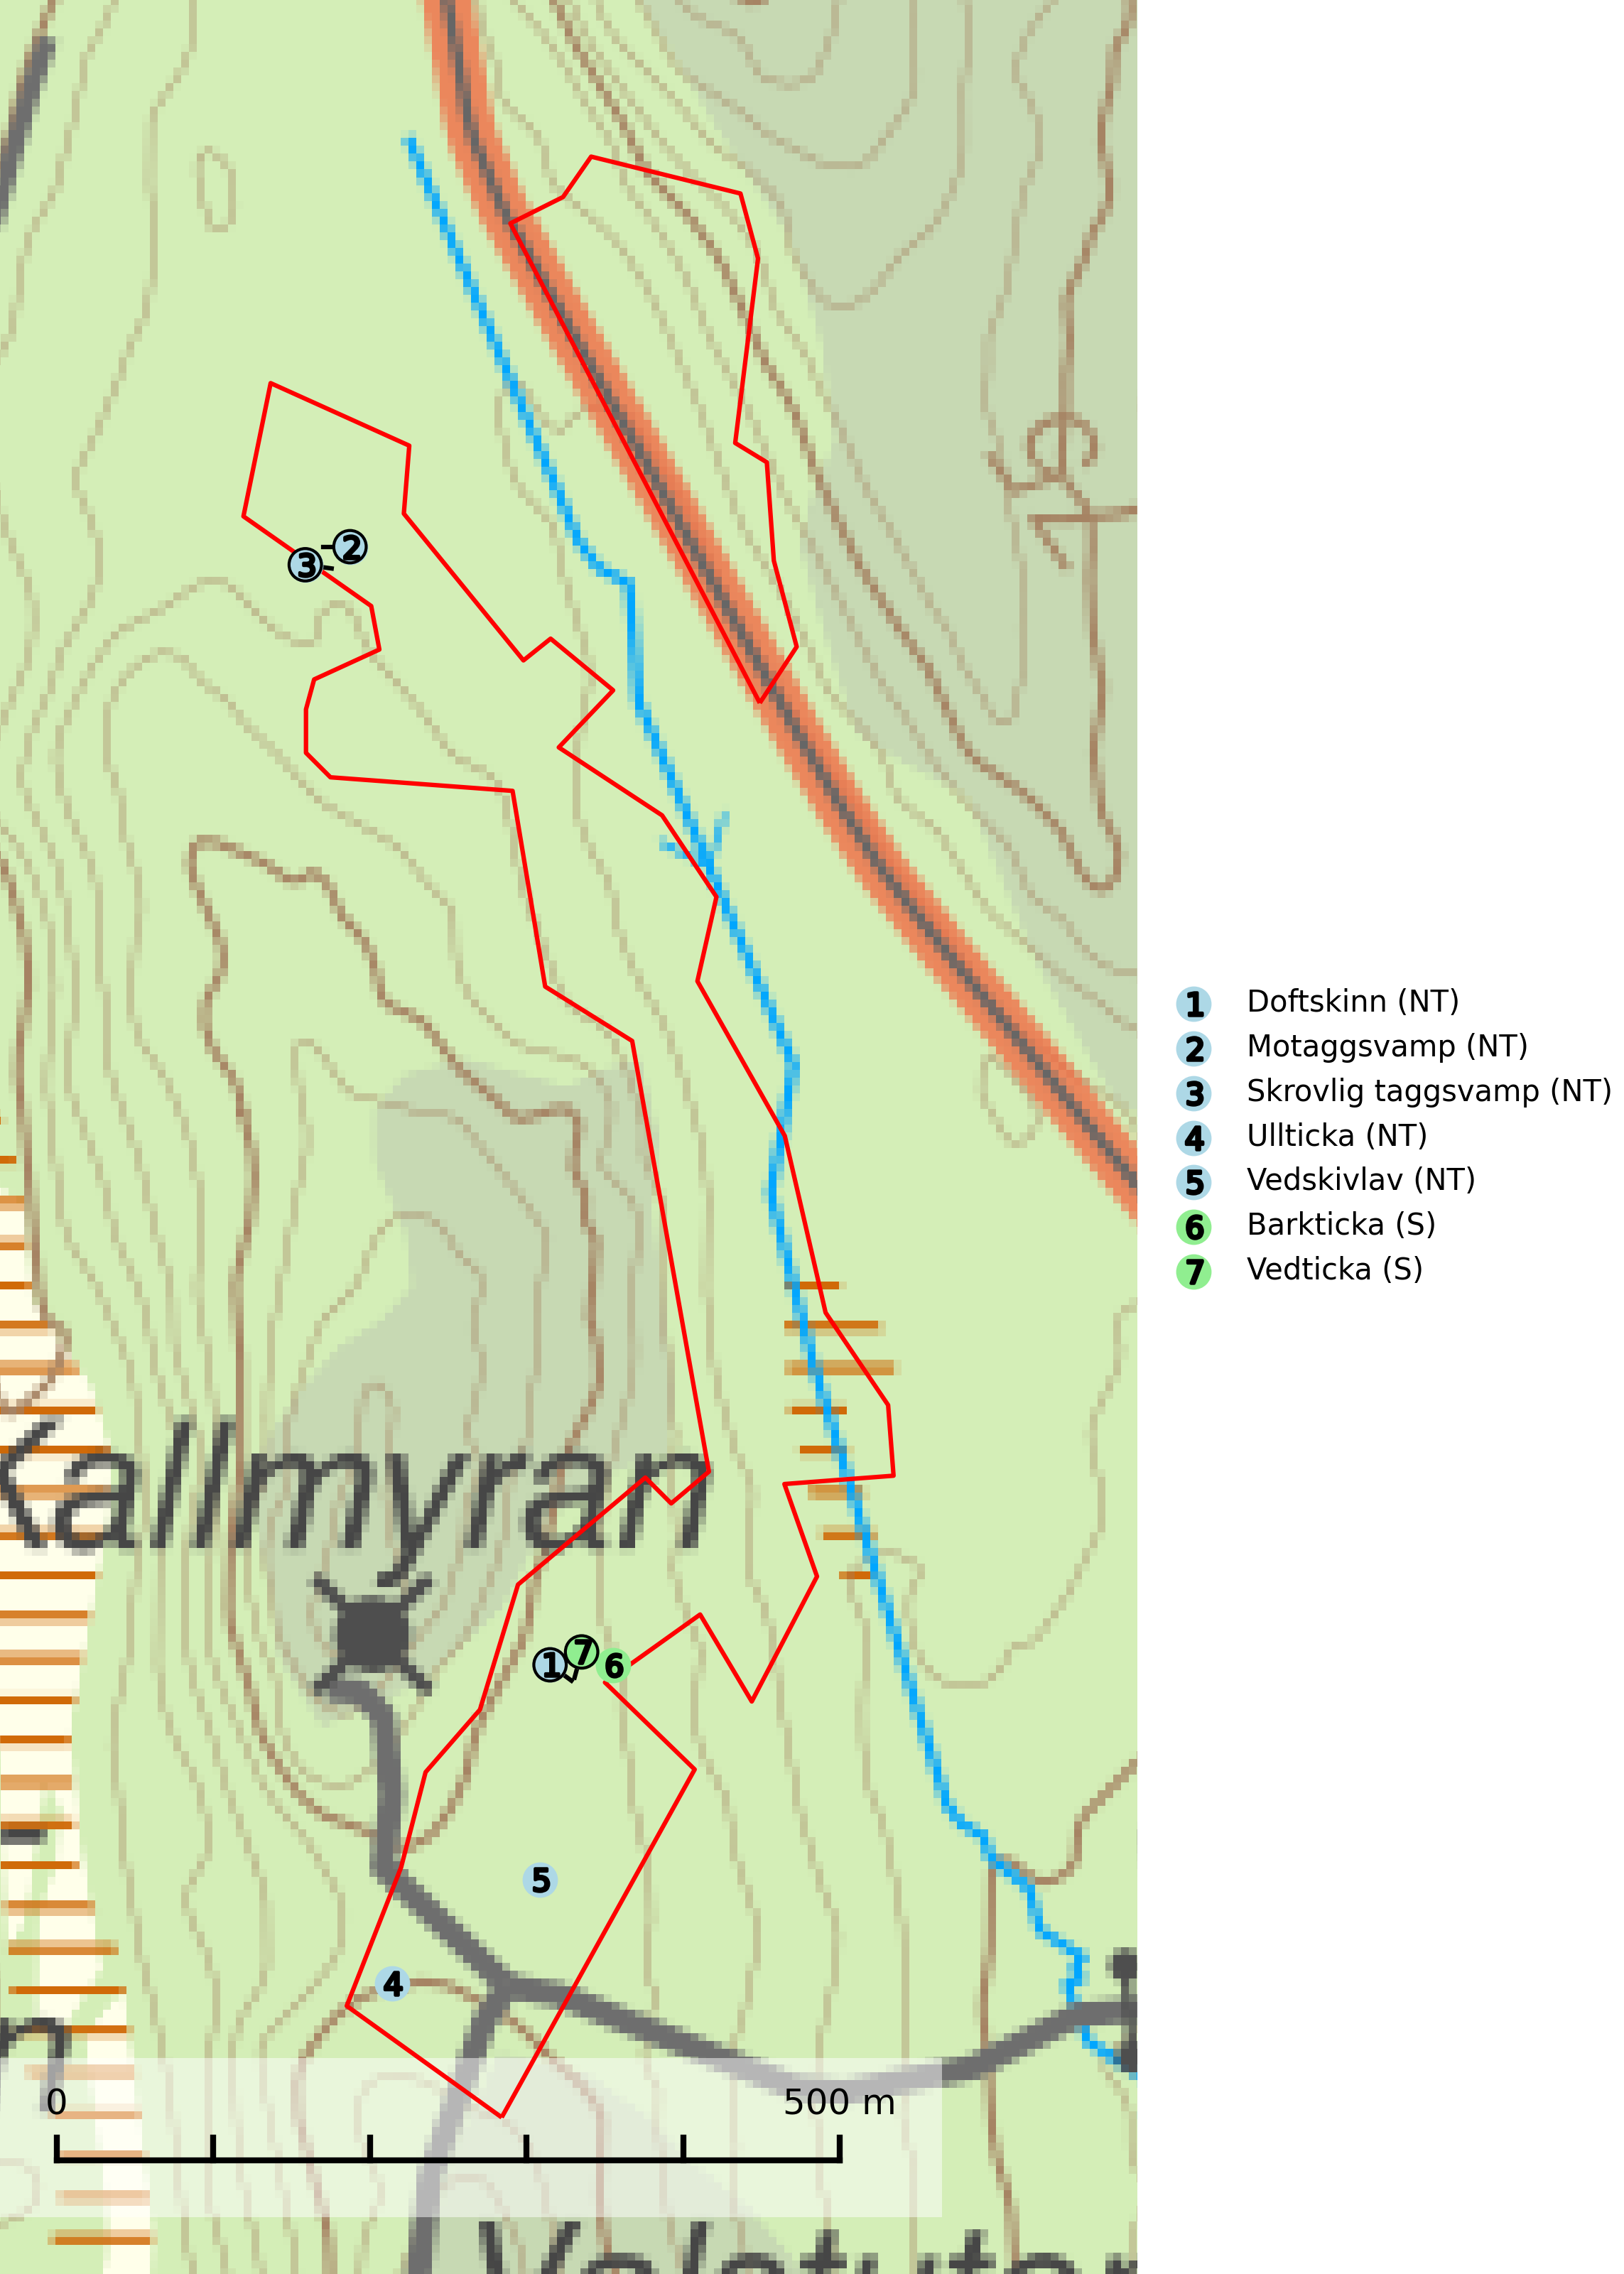 15
2
3
Kallmyran
1
7
6
5
4
0
500 m
1 Doftskinn (NT)
2 Motaggsvamp (NT)
3 Skrovlig taggsvamp (NT)
4 Ullticka (NT)
5 Vedskivlav (NT)
6 Barkticka (S)
7 Vedticka (S)